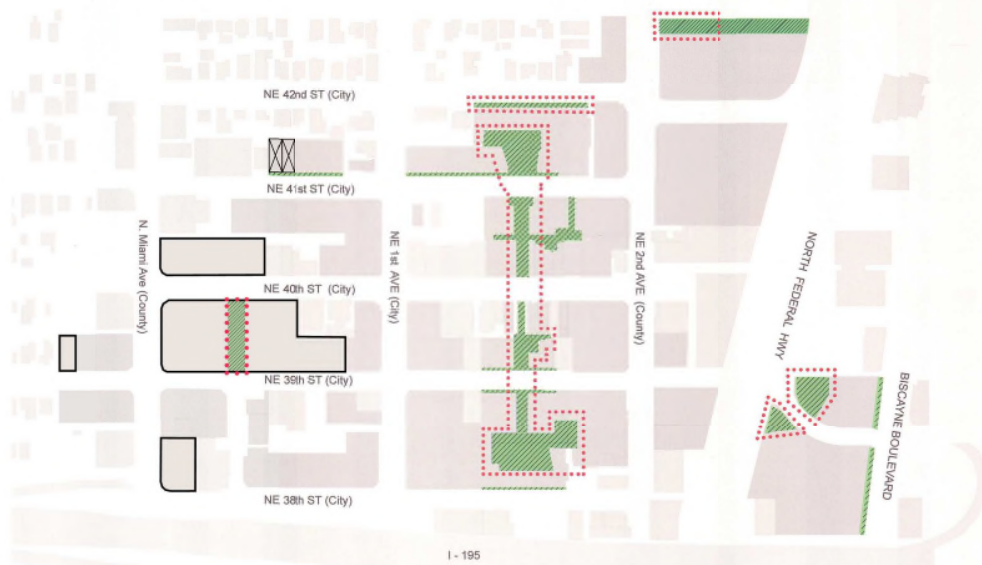 NE 42nd ST (City)
NE 41st ST (City)
N. Miami Ave (County)
NE 1st AVE (City)
NE 2nd AVE (County)
NORTH FEDERAL HWY
NE 40th ST (City)
NE 39th ST (City)
BISCAYNE BOULEVARD
NE 38th ST (City)
I - 195